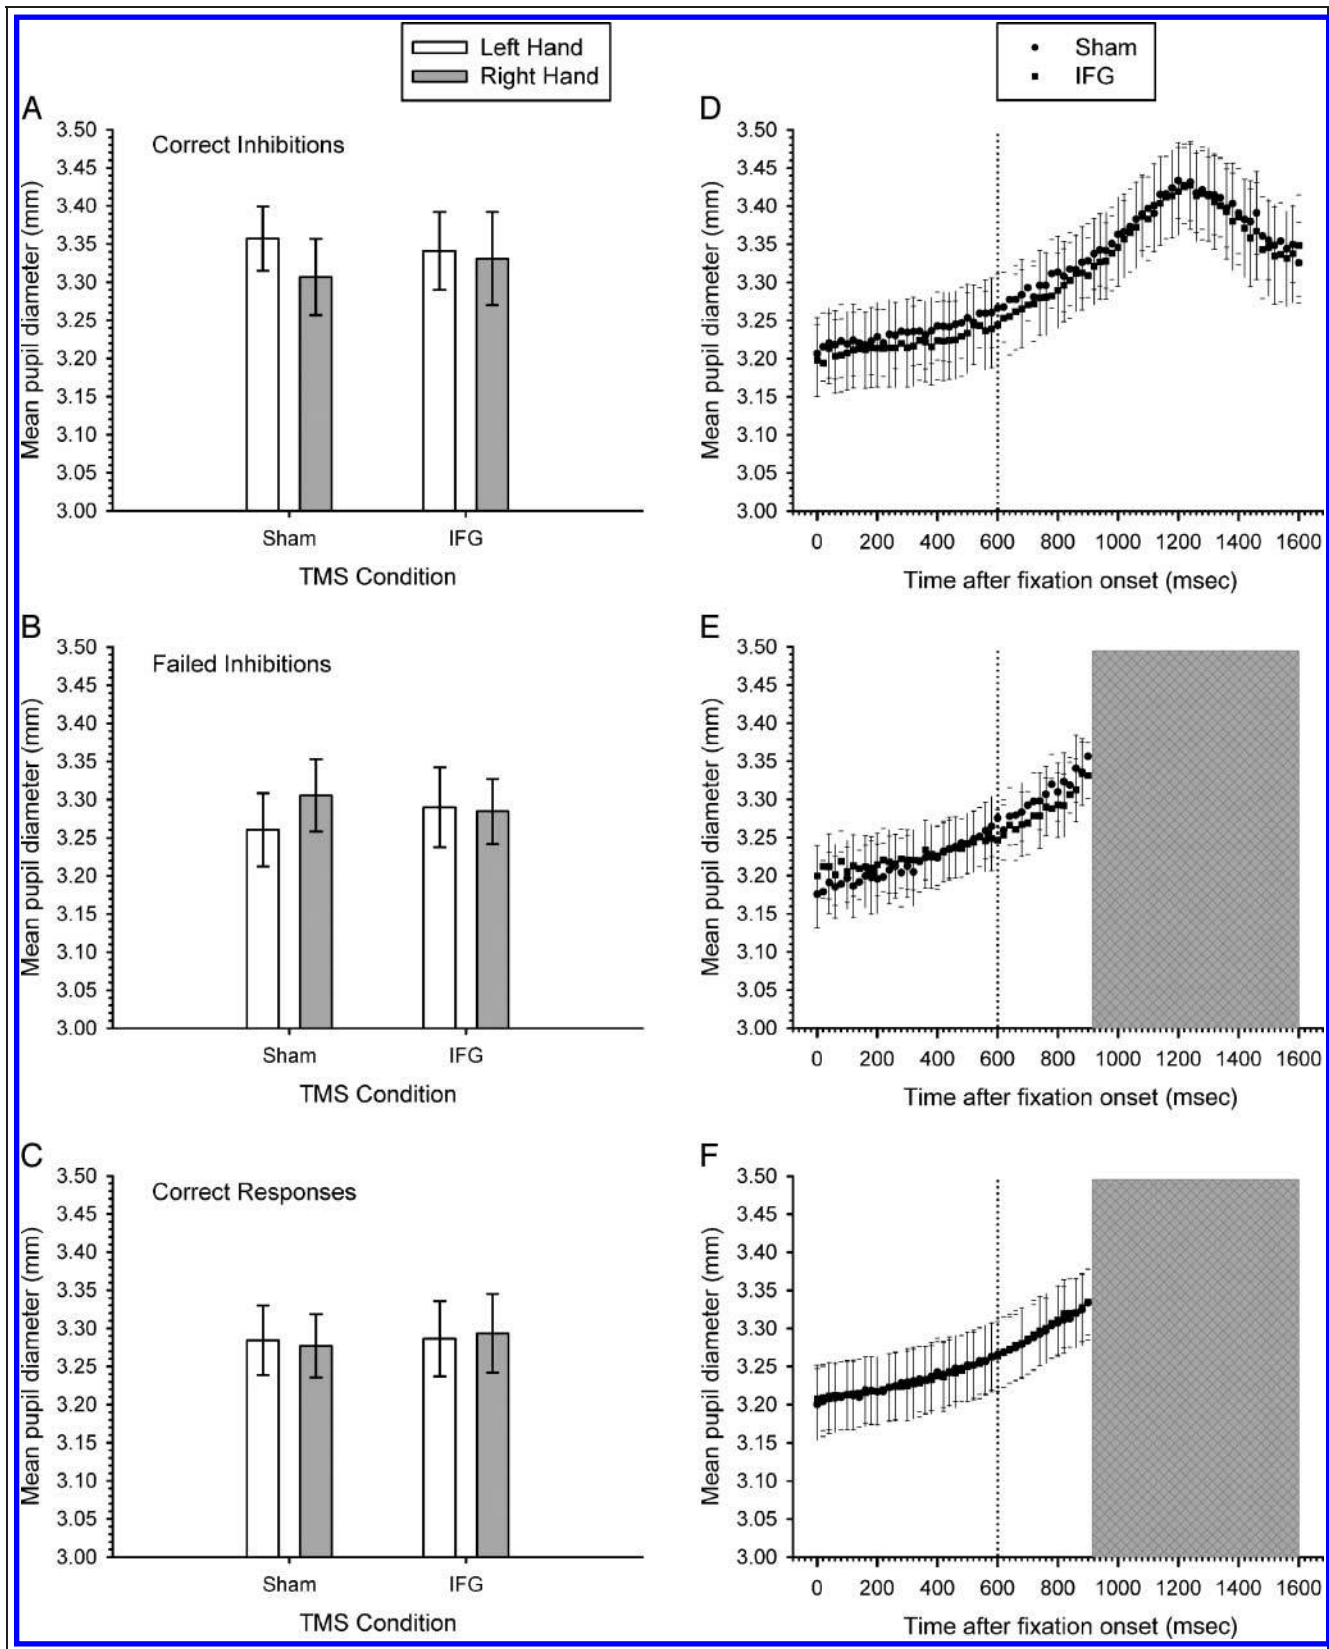 Left Hand
Right Hand
Sham
IFG
A
Correct Inhibitions
Mean pupil diameter (mm)
3.50
3.45
3.40
3.35
3.30
3.25
3.20
3.15
3.10
3.05
3.00
Sham IFG
TMS Condition
D
Mean pupil diameter (mm)
3.50
3.45
3.40
3.35
3.30
3.25
3.20
3.15
3.10
3.05
3.00
0 200 400 600 800 1000 1200 1400 1600
Time after fixation onset (msec)
B
Failed Inhibitions
Mean pupil diameter (mm)
3.50
3.45
3.40
3.35
3.30
3.25
3.20
3.15
3.10
3.05
3.00
Sham IFG
TMS Condition
E
Mean pupil diameter (mm)
3.50
3.45
3.40
3.35
3.30
3.25
3.20
3.15
3.10
3.05
3.00
0 200 400 600 800 1000 1200 1400 1600
Time after fixation onset (msec)
C
Correct Responses
Mean pupil diameter (mm)
3.50
3.45
3.40
3.35
3.30
3.25
3.20
3.15
3.10
3.05
3.00
Sham IFG
TMS Condition
F
Mean pupil diameter (mm)
3.50
3.45
3.40
3.35
3.30
3.25
3.20
3.15
3.10
3.05
3.00
0 200 400 600 800 1000 1200 1400 1600
Time after fixation onset (msec)